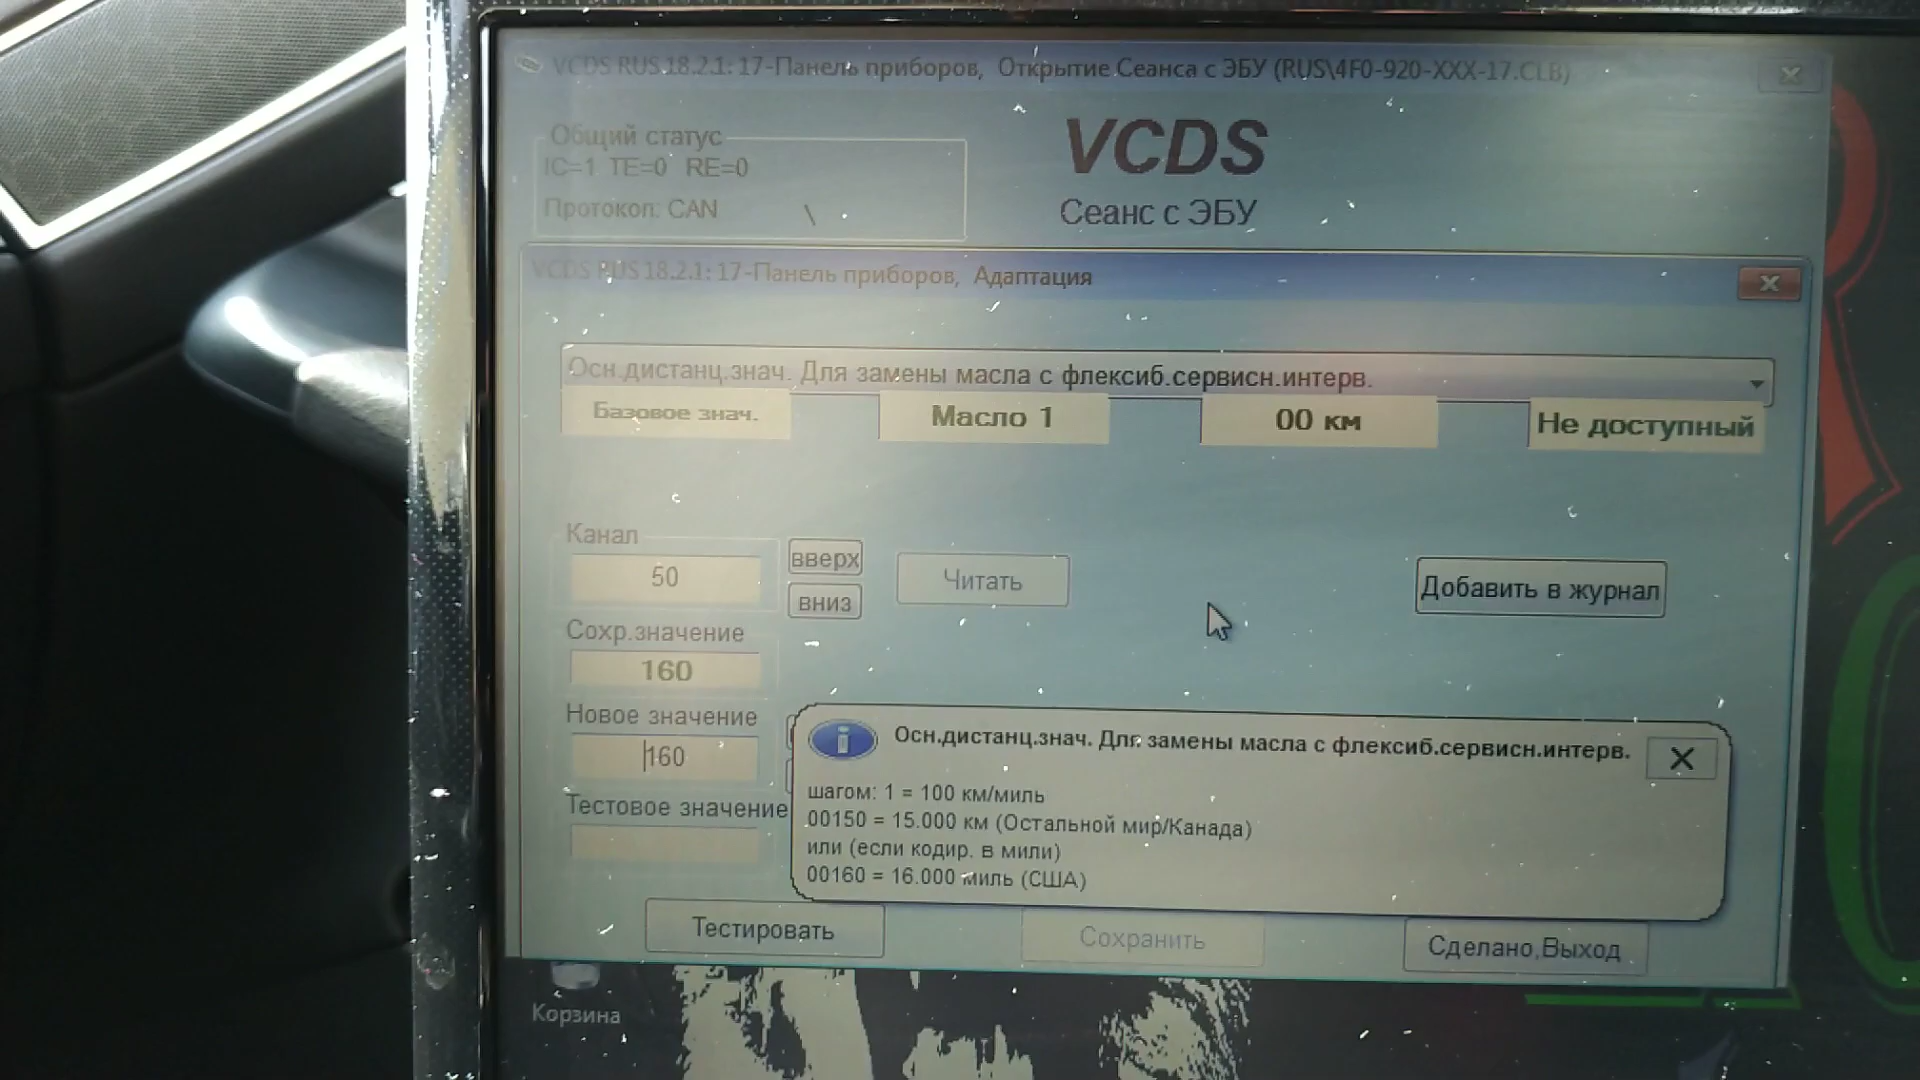 VCDS RUS 18.2.1: 17-Панель приборов, Открытие Сеанса с ЭБУ (RUS\4F0-920-XXX-17.CLB)
Общий статус
IC=1 TE=0 RE=0
Протокол: CAN \
VCDS
Сеанс с ЭБУ
VCDS RUS 18.2.1: 17-Панель приборов, Адаптация
Осн.дистанц.знач. Для замены масла с флексиб.сервисн.интерв.
Базовое знач.
Масло 1
00 км
Не доступный
Канал
50
вверх
вниз
Читать
Добавить в журнал
Сохр.значение
160
Новое значение
160
Тестовое значение
Осн.дистанц.знач. Для замены масла с флексиб.сервисн.интерв.
шагом: 1 = 100 км/миль
00150 = 15.000 км (Остальной мир/Канада)
или (если кодир. в мили)
00160 = 16.000 миль (США)
Тестировать
Сохранить
Сделано,Выход
Корзина